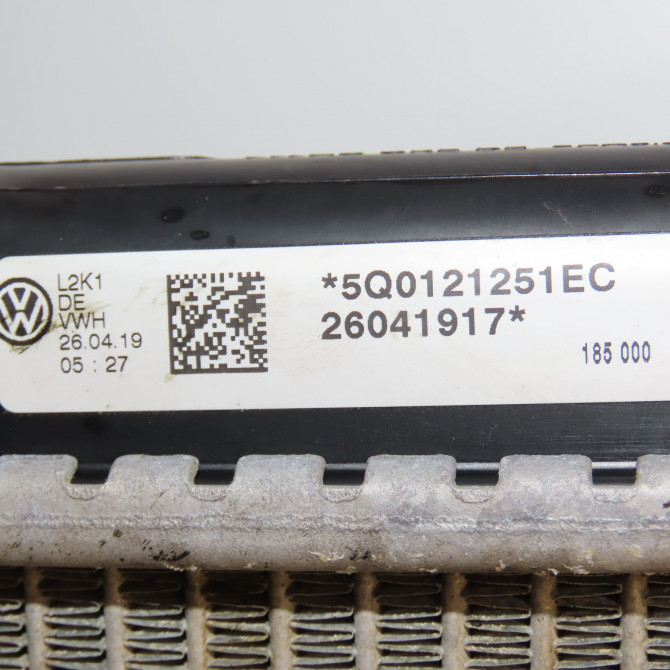 L2K1
DE
VWH
26.04.19
05 : 27
*5Q0121251EC
26041917*
185 000